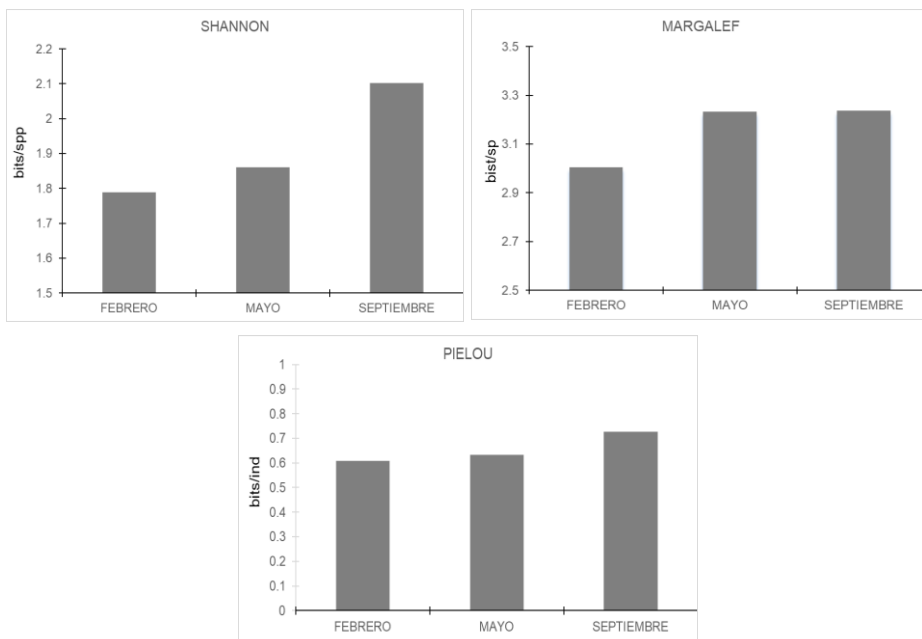 SHANNON
2.2
2.1
2
1.9
1.8
1.7
1.6
1.5
bits/spp
FEBRERO MAYO SEPTIEMBRE
MARGALEF
3.5
3.3
3.1
2.9
2.7
2.5
bist/sp
FEBRERO MAYO SEPTIEMBRE
PIELOU
1
0.9
0.8
0.7
0.6
0.5
0.4
0.3
0.2
0.1
0
bits/ind
FEBRERO MAYO SEPTIEMBRE